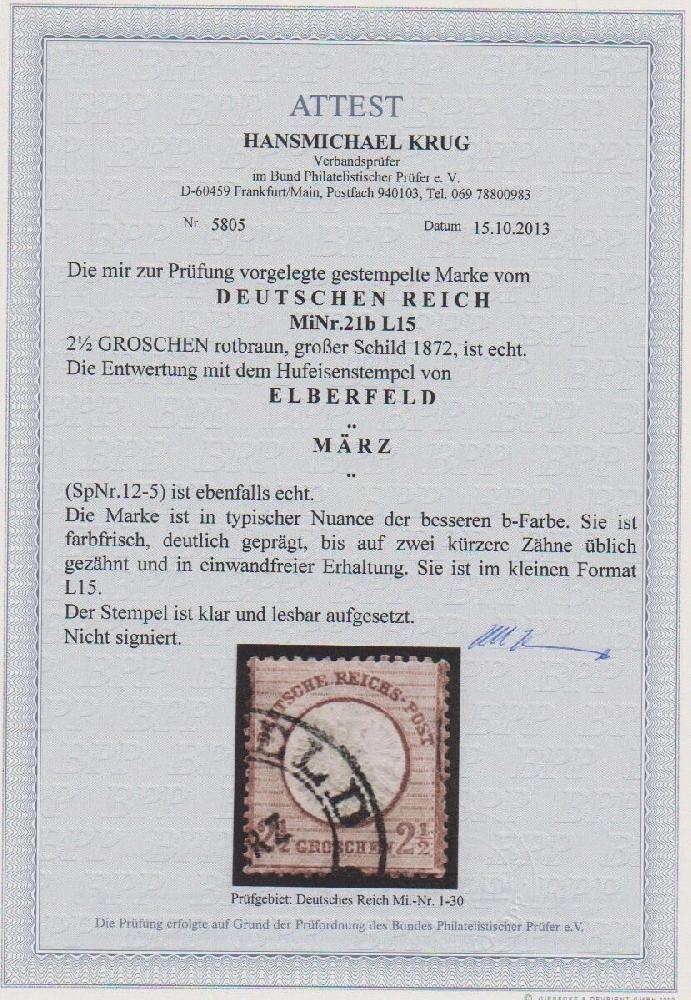 ATTEST
HANSMICHAEL KRUG
Verbandsprüfer
im Bund Philatelistischer Prüfer e. V.
D-60459 Frankfurt/Main, Postfach 940103, Tel. 069 78800983
Nr 5805 Datum 15.10.2013
Die mir zur Prüfung vorgelegte gestempelte Marke vom
DEUTSCHEN REICH
MiNr.21b L15
2½ GROSCHEN rotbraun, großer Schild 1872, ist echt.
Die Entwertung mit dem Hufeisenstempel von
ELBERFELD
..
MÄRZ
..
(SpNr.12-5) ist ebenfalls echt.
Die Marke ist in typischer Nuance der besseren b-Farbe. Sie ist
farbfrisch, deutlich geprägt, bis auf zwei kürzere Zähne üblich
gezähnt und in einwandfreier Erhaltung. Sie ist im kleinen Format
L15.
Der Stempel ist klar und lesbar aufgesetzt.
Nicht signiert.
DEUTSCHE REICHS-POST
ELD
RZ
2½ GROSCHEN 2½
Prüfgebiet: Deutsches Reich Mi.-Nr. 1-30
Die Prüfung erfolgte auf Grund der Prüfordnung des Bundes Philatelistischer Prüfer e.V.